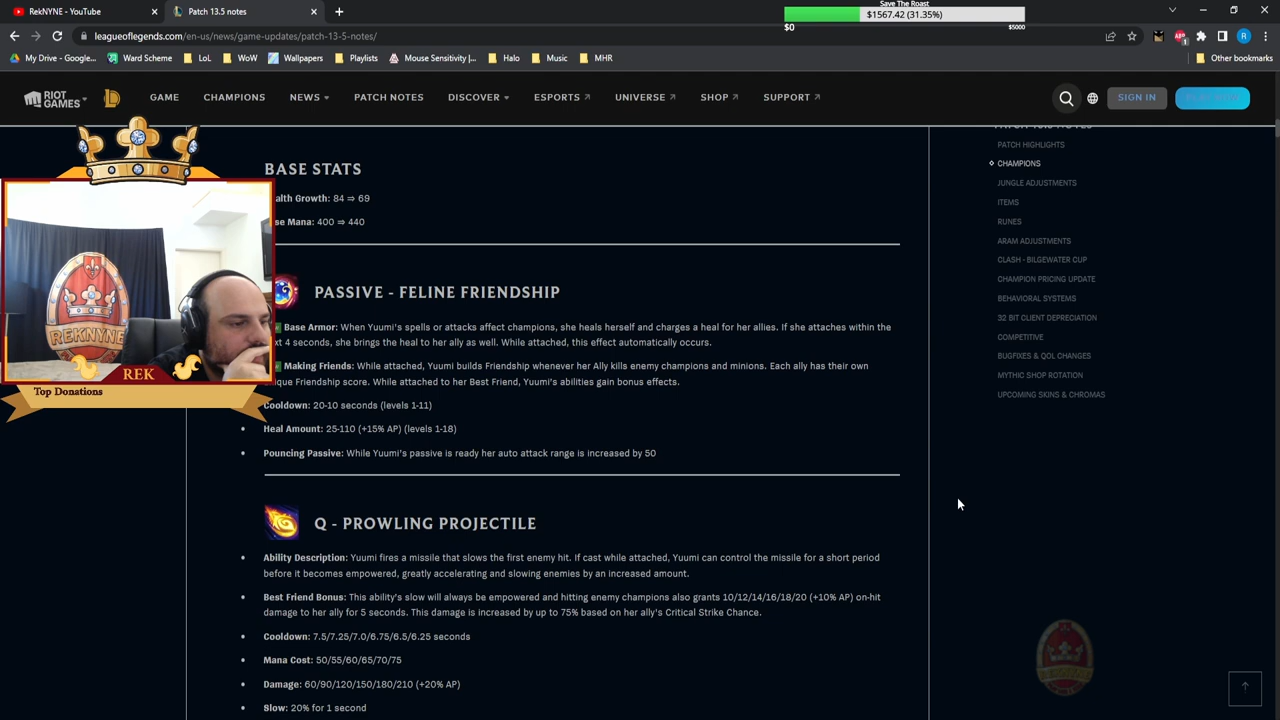 RekNYNE - YouTube
Patch 13.5 notes
Save The Roast
$1567.42 (31.35%)
$0
$5000
leagueoflegends.com/en-us/news/game-updates/patch-13-5-notes/
My Drive - Google...
Ward Scheme
LoL
WoW
Wallpapers
Playlists
Mouse Sensitivity |...
Halo
Music
MHR
Other bookmarks
RIOT GAMES
GAME
CHAMPIONS
NEWS
PATCH NOTES
DISCOVER
ESPORTS
UNIVERSE
SHOP
SUPPORT
SIGN IN
PATCH HIGHLIGHTS
CHAMPIONS
JUNGLE ADJUSTMENTS
ITEMS
RUNES
ARAM ADJUSTMENTS
CLASH - BILGEWATER CUP
CHAMPION PRICING UPDATE
BEHAVIORAL SYSTEMS
32 BIT CLIENT DEPRECIATION
COMPETITIVE
BUGFIXES & QOL CHANGES
MYTHIC SHOP ROTATION
UPCOMING SKINS & CHROMAS
BASE STATS
alth Growth: 84 ⇒ 69
se Mana: 400 ⇒ 440
PASSIVE - FELINE FRIENDSHIP
Base Armor: When Yuumi's spells or attacks affect champions, she heals herself and charges a heal for her allies. If she attaches within the
xt 4 seconds, she brings the heal to her ally as well. While attached, this effect automatically occurs.
Making Friends: While attached, Yuumi builds Friendship whenever her Ally kills enemy champions and minions. Each ally has their own
nique Friendship score. While attached to her Best Friend, Yuumi's abilities gain bonus effects.
Cooldown: 20-10 seconds (levels 1-11)
Heal Amount: 25-110 (+15% AP) (levels 1-18)
Pouncing Passive: While Yuumi's passive is ready her auto attack range is increased by 50
Q - PROWLING PROJECTILE
Ability Description: Yuumi fires a missile that slows the first enemy hit. If cast while attached, Yuumi can control the missile for a short period
before it becomes empowered, greatly accelerating and slowing enemies by an increased amount.
Best Friend Bonus: This ability's slow will always be empowered and hitting enemy champions also grants 10/12/14/16/18/20 (+10% AP) on-hit
damage to her ally for 5 seconds. This damage is increased by up to 75% based on her ally's Critical Strike Chance.
Cooldown: 7.5/7.25/7.0/6.75/6.5/6.25 seconds
Mana Cost: 50/55/60/65/70/75
Damage: 60/90/120/150/180/210 (+20% AP)
Slow: 20% for 1 second
REKNYNE
REK
Top Donations